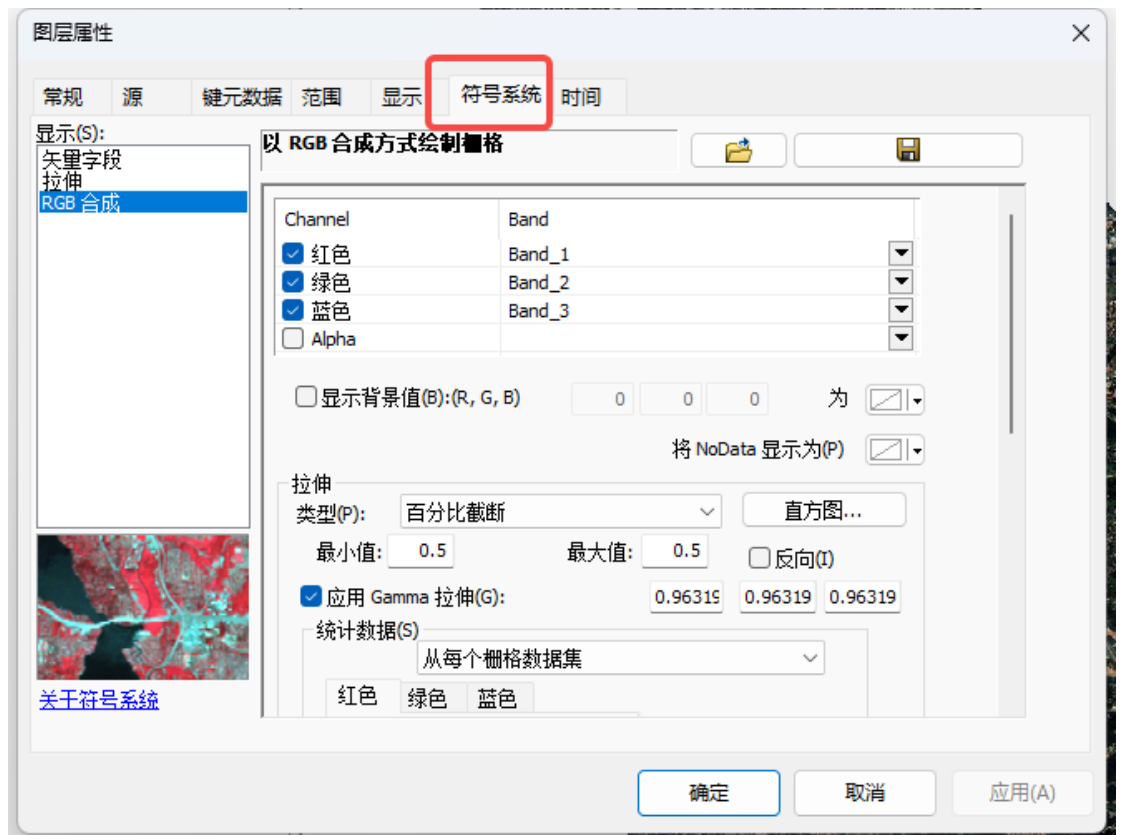 图层属性
常规 源 键元数据 范围 显示 符号系统 时间
显示(S):
矢量字段
拉伸
RGB 合成
以 RGB 合成方式绘制栅格
Channel Band
红色 Band_1
绿色 Band_2
蓝色 Band_3
Alpha
显示背景值(B):(R, G, B) 0 0 0 为
将 NoData 显示为(P)
拉伸
类型(P): 百分比截断 直方图...
最小值: 0.5 最大值: 0.5 反向(I)
应用 Gamma 拉伸(G): 0.96319 0.96319 0.96319
统计数据(S)
从每个栅格数据集
红色 绿色 蓝色
关于符号系统
确定 取消 应用(A)